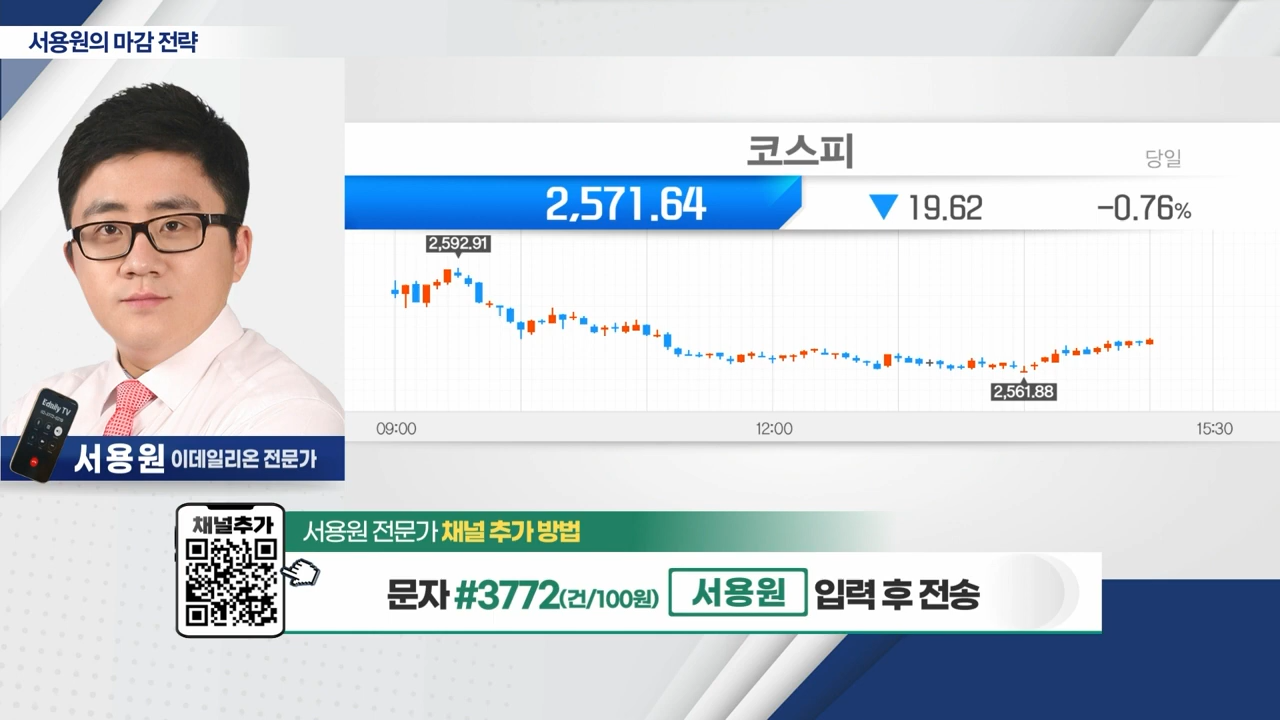 서용원의 마감 전략
코스피
당일
2,571.64
▼ 19.62
-0.76%
2,592.91
2,561.88
09:00
12:00
15:30
Edaily TV
서용원 이데일리온 전문가
채널추가
서용원 전문가 채널 추가 방법
문자 #3772(건/100원) 서용원 입력 후 전송